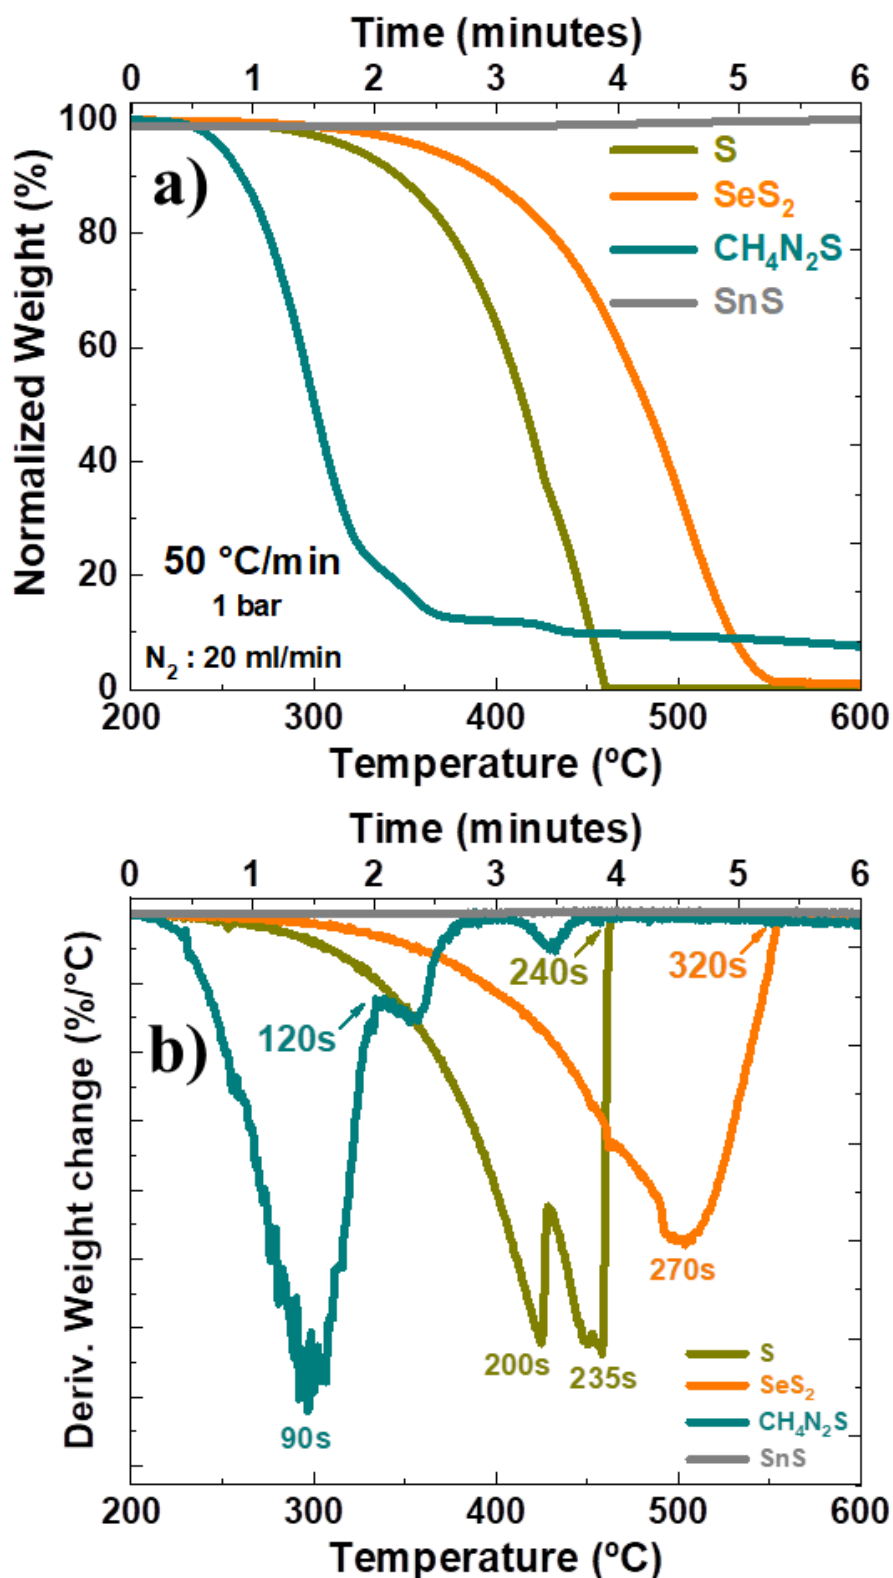 Time (minutes)
0 1 2 3 4 5 6
100
80
60
40
20
0
Normalized Weight (%)
a)
S
SeS₂
CH₄N₂S
SnS
50 °C/min
1 bar
N₂ : 20 ml/min
200 300 400 500 600
Temperature (ºC)
Time (minutes)
0 1 2 3 4 5 6
Deriv. Weight change (%/°C)
b)
120s
240s
320s
90s
200s
235s
270s
S
SeS₂
CH₄N₂S
SnS
200 300 400 500 600
Temperature (ºC)